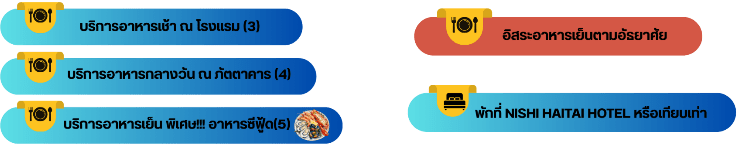 บริการอาหารเช้า ณ โรงแรม (3)
บริการอาหารกลางวัน ณ ภัตตาคาร (4)
บริการอาหารเย็น พิเศษ!!! อาหารซีฟู้ด(5)
อิสระอาหารเย็นตามอัธยาศัย
พักที่ NISHI HAITAI HOTEL หรือเทียบเท่า